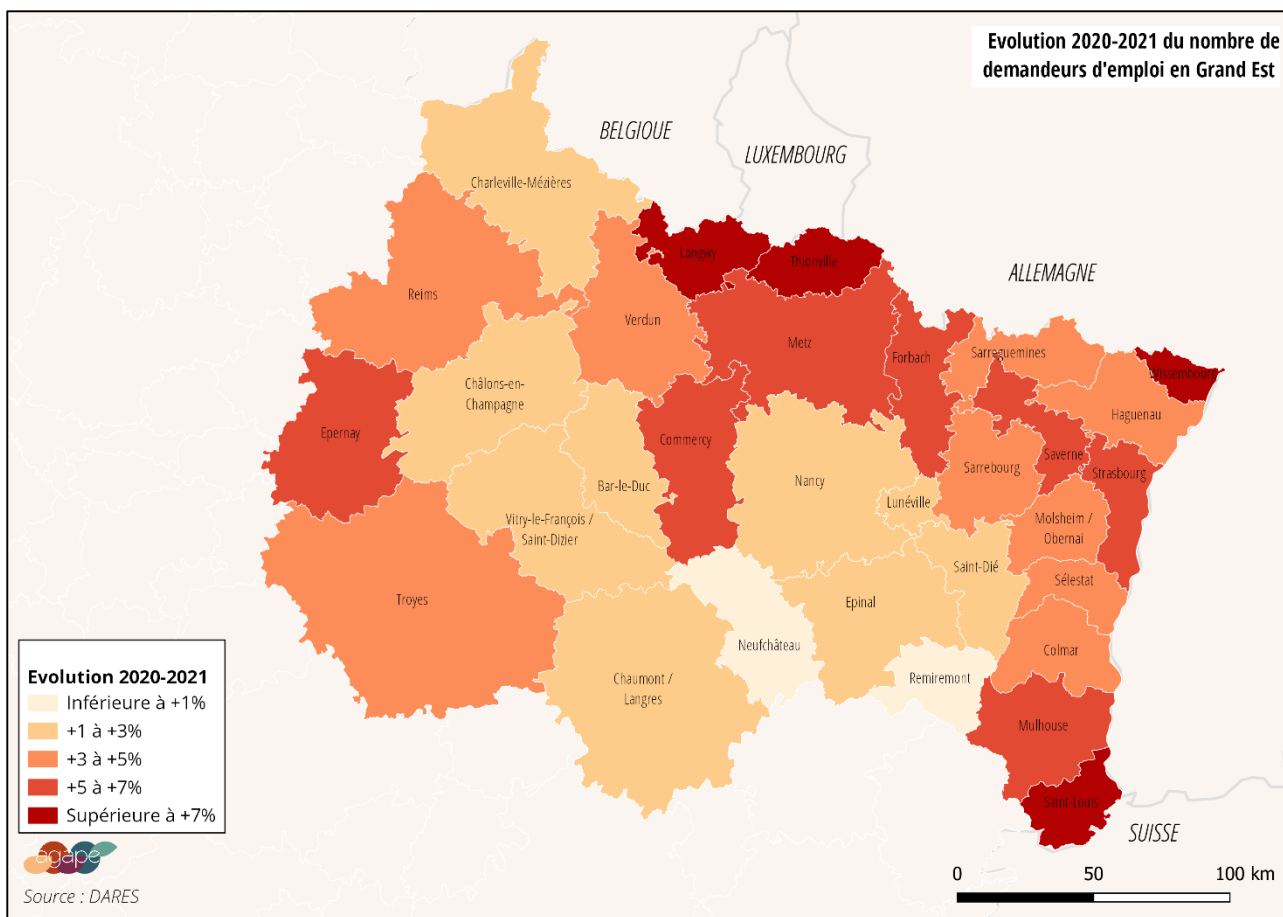 Evolution 2020-2021 du nombre de
demandeurs d'emploi en Grand Est
BELGIQUE
LUXEMBOURG
ALLEMAGNE
SUISSE
Charleville-Mézières
Longwy
Thionville
Reims
Verdun
Metz
Forbach
Sarreguemines
Wissembourg
Haguenau
Châlons-en-
Champagne
Epernay
Commercy
Bar-le-Duc
Nancy
Lunéville
Sarrebourg
Saverne
Strasbourg
Vitry-le-François /
Saint-Dizier
Molsheim /
Obernai
Saint-Dié
Sélestat
Troyes
Epinal
Neufchâteau
Colmar
Chaumont /
Langres
Remiremont
Mulhouse
Saint-Louis
Evolution 2020-2021
Inférieure à +1%
+1 à +3%
+3 à +5%
+5 à +7%
Supérieure à +7%
agape
Source : DARES
0 50 100 km